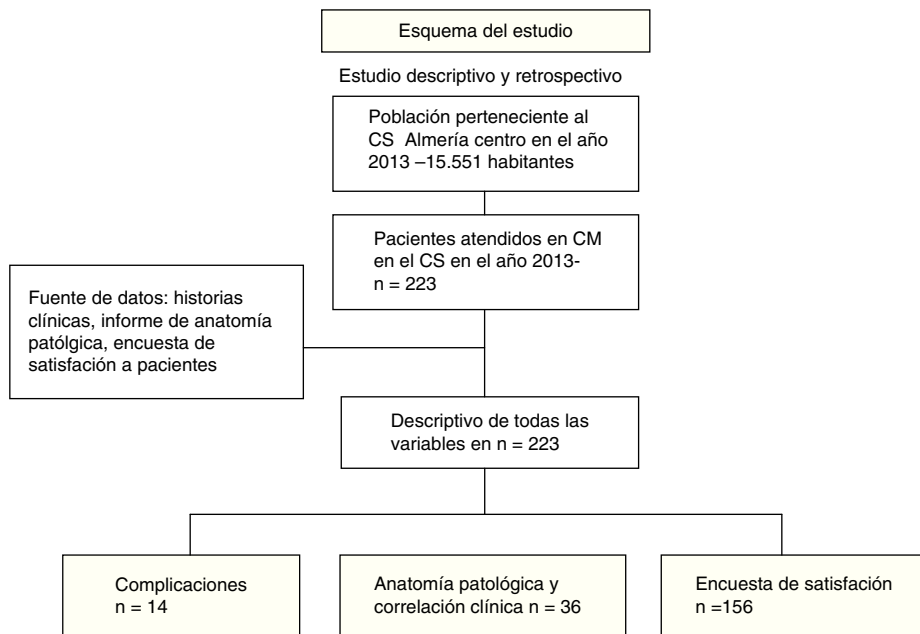 Esquema del estudio
Estudio descriptivo y retrospectivo
Población perteneciente al
CS Almería centro en el año
2013 –15.551 habitantes
Pacientes atendidos en CM
en el CS en el año 2013-
n = 223
Fuente de datos: historias
clínicas, informe de anatomía
patólgica, encuesta de
satisfacción a pacientes
Descriptivo de todas las
variables en n = 223
Complicaciones
n = 14
Anatomía patológica y
correlación clínica n = 36
Encuesta de satisfacción
n =156